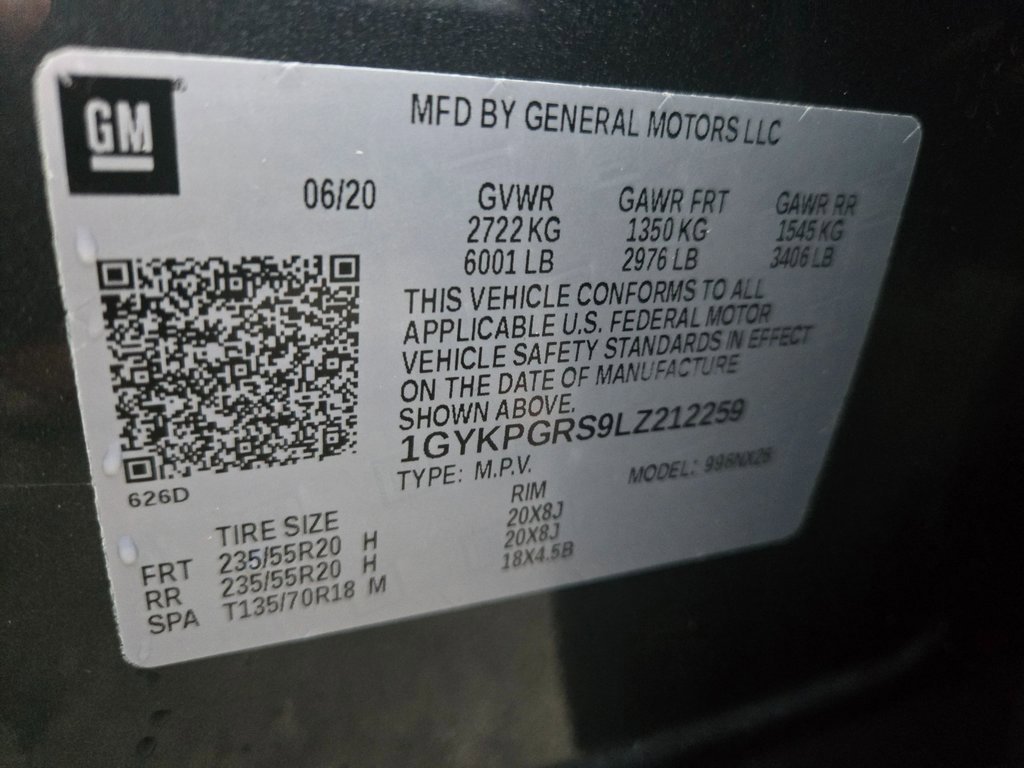 GM
MFD BY GENERAL MOTORS LLC
06/20 GVWR GAWR FRT GAWR RR
2722 KG 1350 KG 1545 KG
6001 LB 2976 LB 3406 LB
THIS VEHICLE CONFORMS TO ALL
APPLICABLE U.S. FEDERAL MOTOR
VEHICLE SAFETY STANDARDS IN EFFECT
ON THE DATE OF MANUFACTURE
SHOWN ABOVE.
1GYKPGRS9LZ212259
TYPE: M.P.V. MODEL:
626D
TIRE SIZE RIM
FRT 235/55R20 H 20X8J
RR 235/55R20 H 20X8J
SPA T135/70R18 M 18X4.5B